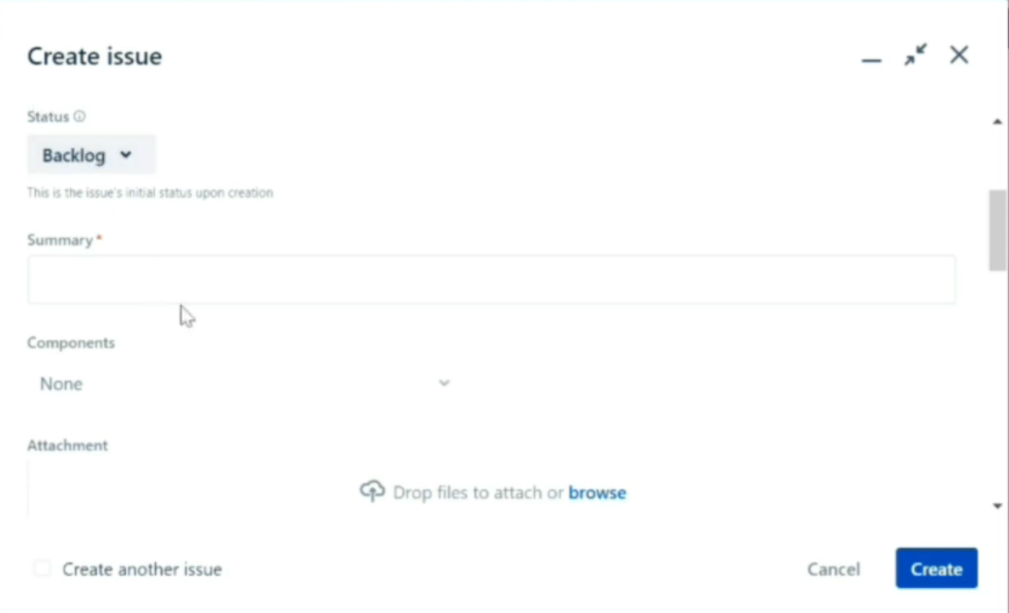 Create issue
Status
Backlog
This is the issue's initial status upon creation
Summary *
Components
None
Attachment
Drop files to attach or browse
Create another issue
Cancel
Create